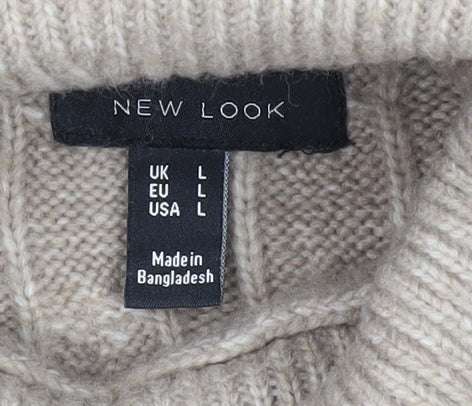 NEW LOOK
UK L
EU L
USA L
Made in
Bangladesh